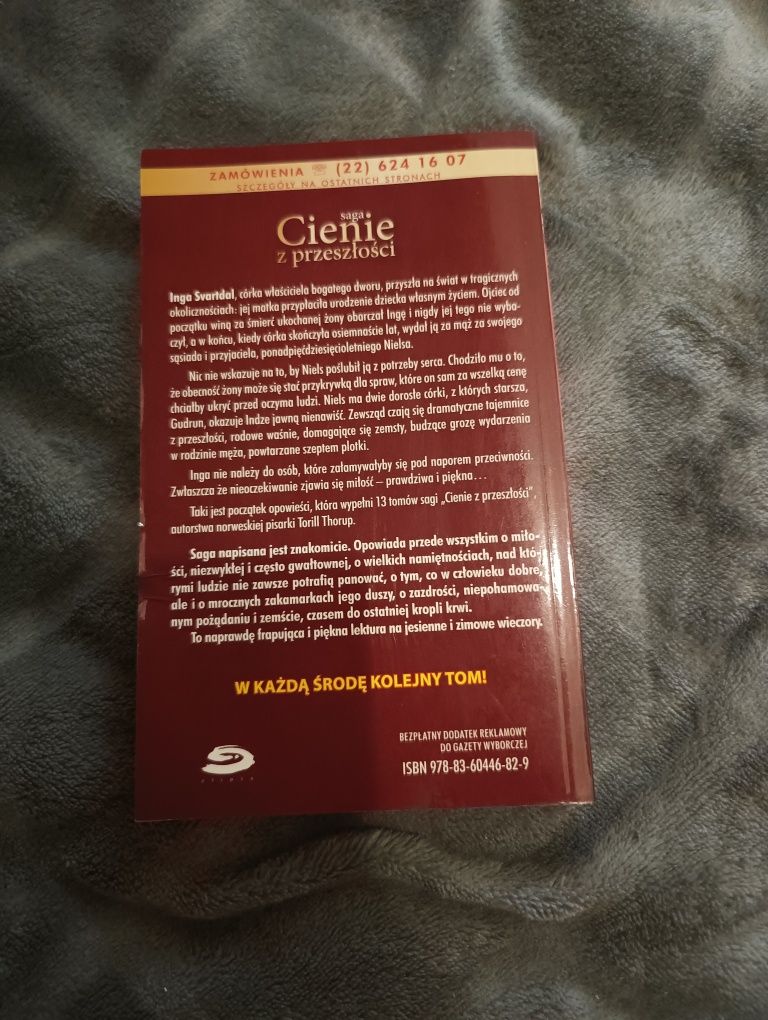 ZAMÓWIENIA ☏ (22) 624 16 07
SZCZEGÓŁY NA OSTATNICH STRONACH
saga
Cienie
z przeszłości
Inga Svartdal, córka właściciela bogatego dworu, przyszła na świat w tragicznych
okolicznościach: jej matka przypłaciła urodzenie dziecka własnym życiem. Ojciec od
początku winą za śmierć ukochanej żony obarczał Ingę i nigdy jej tego nie wyba-
czył, a w końcu, kiedy córka skończyła osiemnaście lat, wydał ją za mąż za swojego
sąsiada i przyjaciela, ponadpięćdziesięcioletniego Nielsa.
Nic nie wskazuje na to, by Niels poślubił ją z potrzeby serca. Chodziło mu o to,
że obecność żony może się stać przykrywką dla spraw, które on sam za wszelką cenę
chciałby ukryć przed oczyma ludzi. Niels ma dwie dorosłe córki, z których starsza,
Gudrun, okazuje Indze jawną nienawiść. Zewsząd czają się dramatyczne tajemnice
z przeszłości, rodowe waśnie, domagające się zemsty, budzące grozę wydarzenia
w rodzinie męża, powtarzane szeptem plotki.
Inga nie należy do osób, które załamywałyby się pod naporem przeciwności.
Zwłaszcza że nieoczekiwanie zjawia się miłość – prawdziwa i piękna...
Taki jest początek opowieści, która wypełni 13 tomów sagi „Cienie z przeszłości",
autorstwa norweskiej pisarki Torill Thorup.
Saga napisana jest znakomicie. Opowiada przede wszystkim o miło-
ści, niezwykłej i często gwałtownej, o wielkich namiętnościach, nad któ-
rymi ludzie nie zawsze potrafią panować, o tym, co w człowieku dobre,
ale i o mrocznych zakamarkach jego duszy, o zazdrości, niepohamowa-
nym pożądaniu i zemście, czasem do ostatniej kropli krwi.
To naprawdę frapująca i piękna lektura na jesienne i zimowe wieczory.
W KAŻDĄ ŚRODĘ KOLEJNY TOM!
BEZPŁATNY DODATEK REKLAMOWY
DO GAZETY WYBORCZEJ
ISBN 978-83-60446-82-9